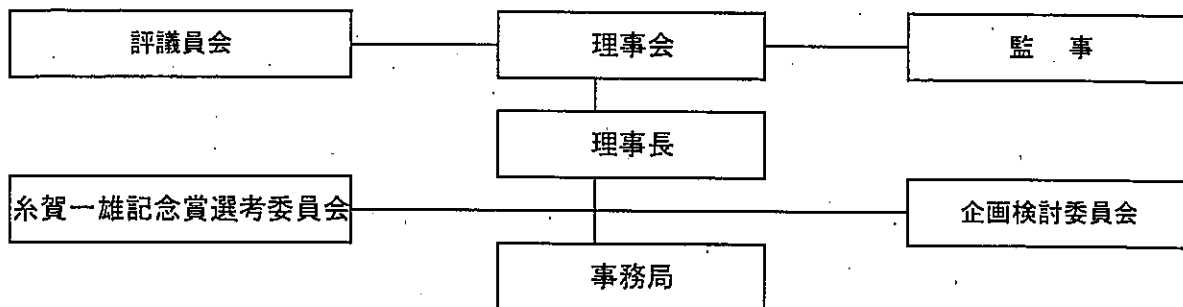 評議員会
理事会
監 事
理事長
糸賀一雄記念賞選考委員会
企画検討委員会
事務局